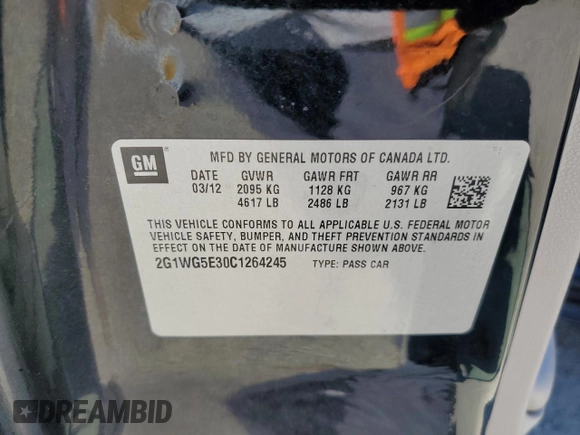 GM
MFD BY GENERAL MOTORS OF CANADA LTD.
DATE GVWR GAWR FRT GAWR RR
03/12 2095 KG 1128 KG 967 KG
4617 LB 2486 LB 2131 LB
THIS VEHICLE CONFORMS TO ALL APPLICABLE U.S. FEDERAL MOTOR
VEHICLE SAFETY, BUMPER, AND THEFT PREVENTION STANDARDS IN
EFFECT ON THE DATE OF MANUFACTURE SHOWN ABOVE.
2G1WG5E30C1264245 TYPE: PASS CAR
DREAMBID